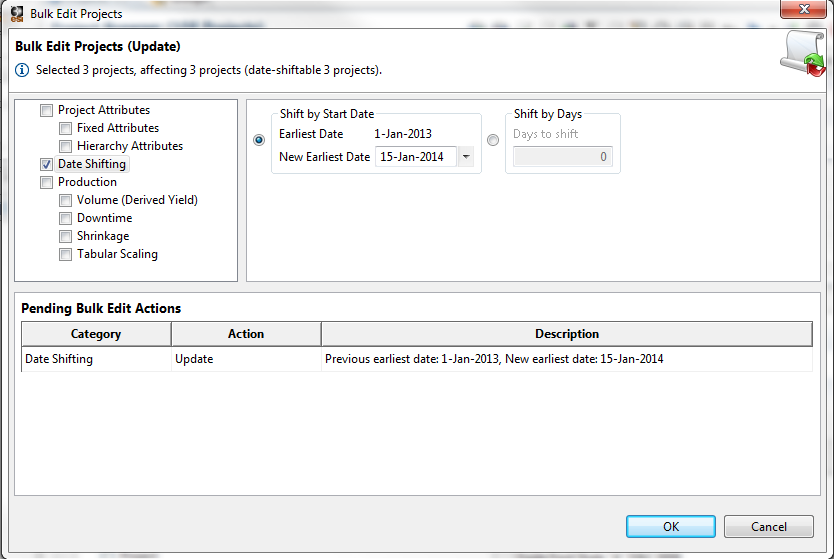 Bulk Edit Projects
Bulk Edit Projects (Update)
Selected 3 projects, affecting 3 projects (date-shiftable 3 projects).
Project Attributes
Fixed Attributes
Hierarchy Attributes
Date Shifting
Production
Volume (Derived Yield)
Downtime
Shrinkage
Tabular Scaling
Shift by Start Date
Earliest Date 1-Jan-2013
New Earliest Date 15-Jan-2014
Shift by Days
Days to shift
0
Pending Bulk Edit Actions
Category Action Description
Date Shifting Update Previous earliest date: 1-Jan-2013, New earliest date: 15-Jan-2014
OK Cancel